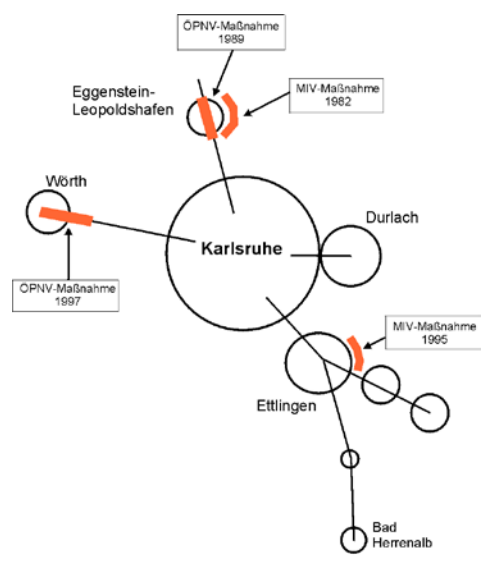 ÖPNV-Maßnahme
1989
Eggenstein-
Leopoldshafen
MIV-Maßnahme
1982
Wörth
Durlach
Karlsruhe
ÖPNV-Maßnahme
1997
MIV-Maßnahme
1995
Ettlingen
Bad
Herrenalb